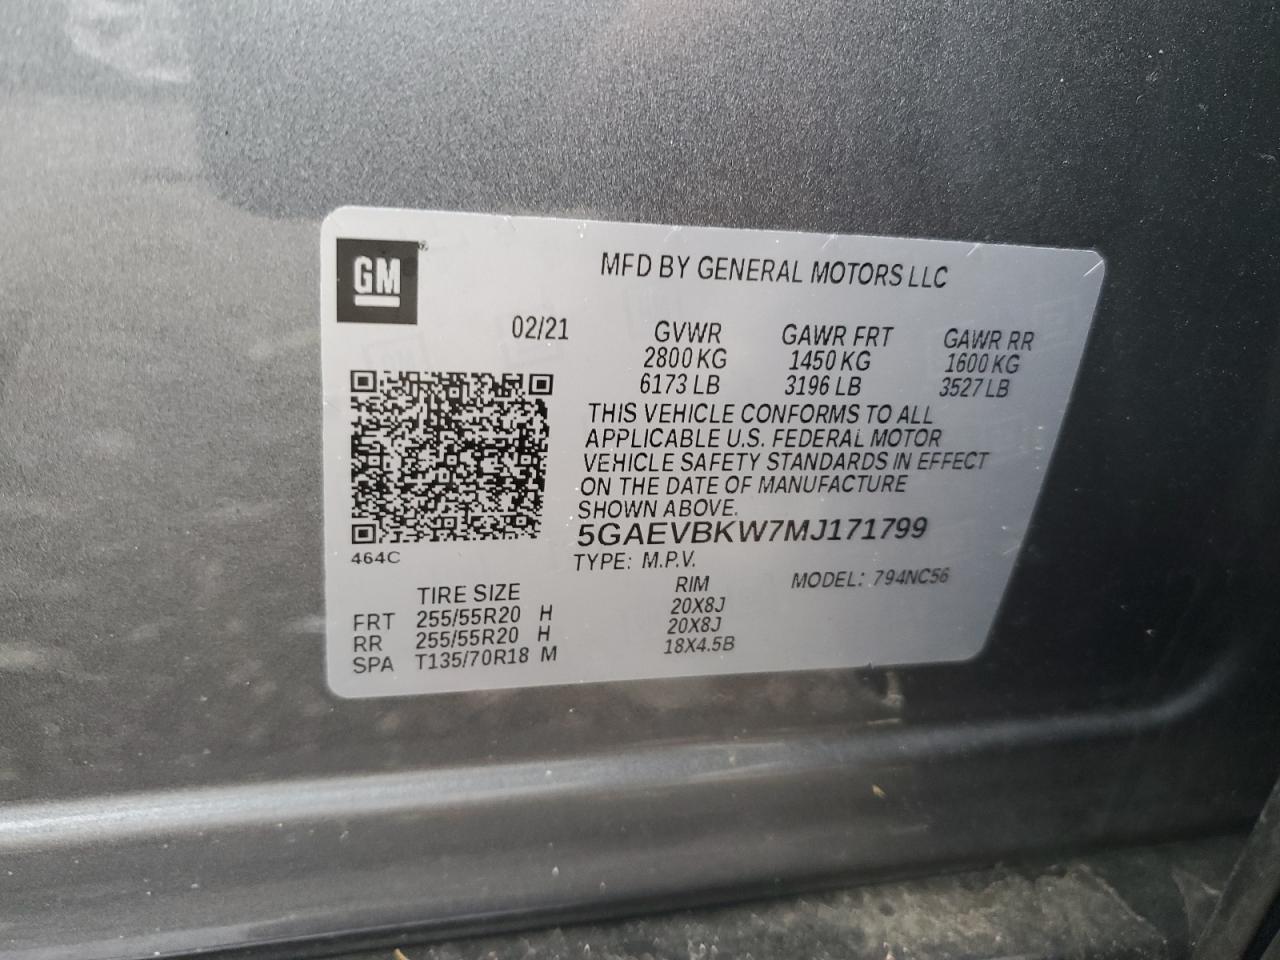 GM®
MFD BY GENERAL MOTORS LLC
02/21 GVWR GAWR FRT GAWR RR
2800 KG 1450 KG 1600 KG
6173 LB 3196 LB 3527 LB
THIS VEHICLE CONFORMS TO ALL
APPLICABLE U.S. FEDERAL MOTOR
VEHICLE SAFETY STANDARDS IN EFFECT
ON THE DATE OF MANUFACTURE
SHOWN ABOVE.
5GAEVBKW7MJ171799
464C
TYPE: M.P.V. MODEL: 794NC56
TIRE SIZE RIM
FRT 255/55R20 H 20X8J
RR 255/55R20 H 20X8J
SPA T135/70R18 M 18X4.5B